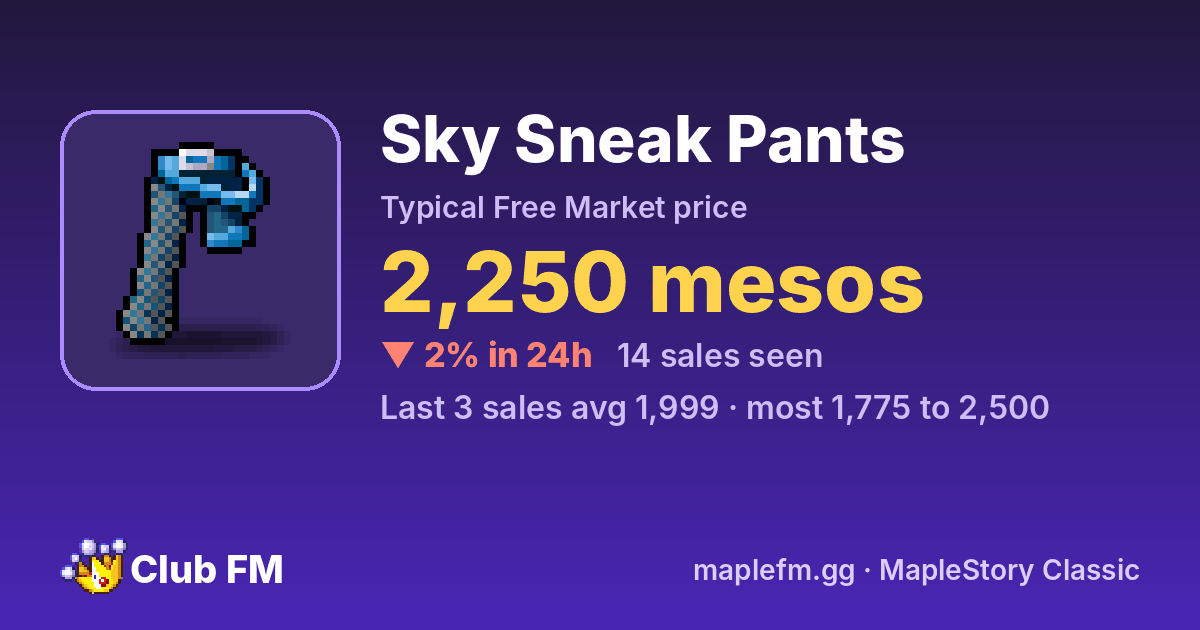 Sky Sneak Pants
Typical Free Market price
2,250 mesos
▼ 2% in 24h 14 sales seen
Last 3 sales avg 1,999 · most 1,775 to 2,500
Club FM
maplefm.gg · MapleStory Classic